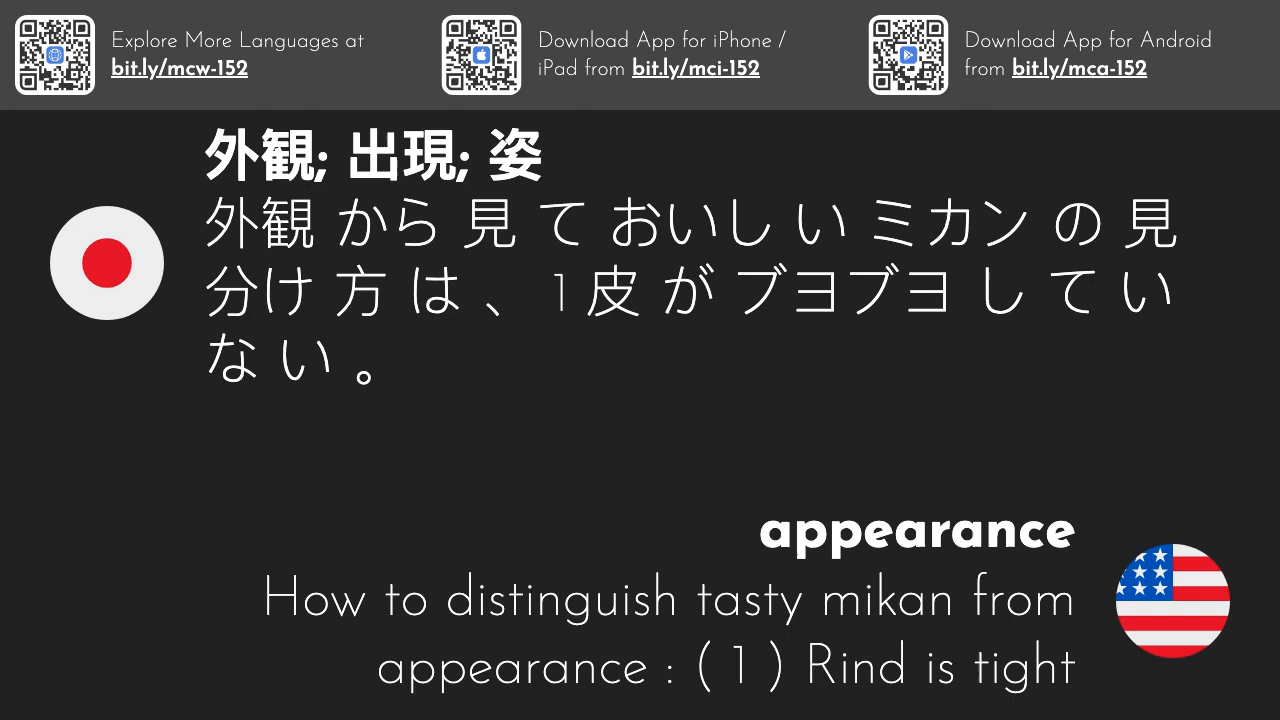 Explore More Languages at
bit.ly/mcw-152
Download App for iPhone /
iPad from bit.ly/mci-152
Download App for Android
from bit.ly/mca-152
外観; 出現; 姿
外観 から 見 て おいし い ミカン の 見
分け 方 は 、 1 皮 が ブヨブヨ し て い
な い 。
appearance
How to distinguish tasty mikan from
appearance : ( 1 ) Rind is tight